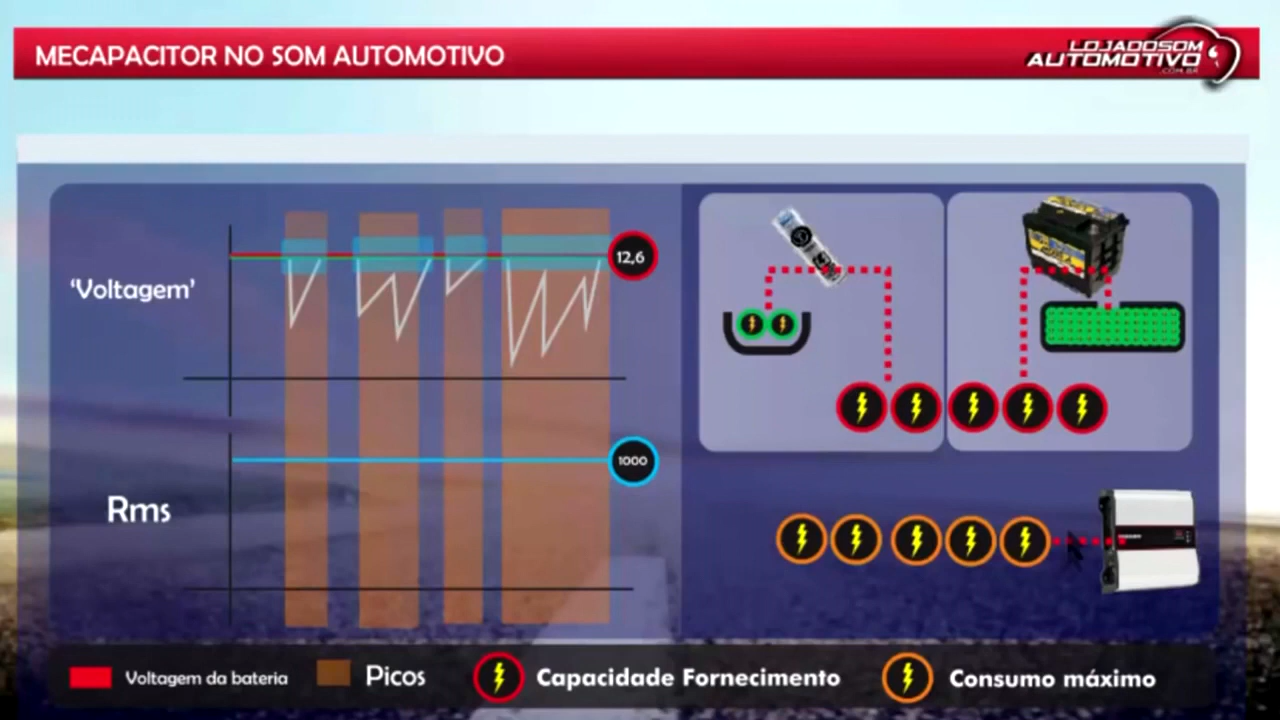 MECAPACITOR NO SOM AUTOMOTIVO
LOJADOSOM
AUTOMOTIVO
.COM.BR
'Voltagem'
12,6
1000
Rms
Voltagem da bateria
Picos
Capacidade Fornecimento
Consumo máximo